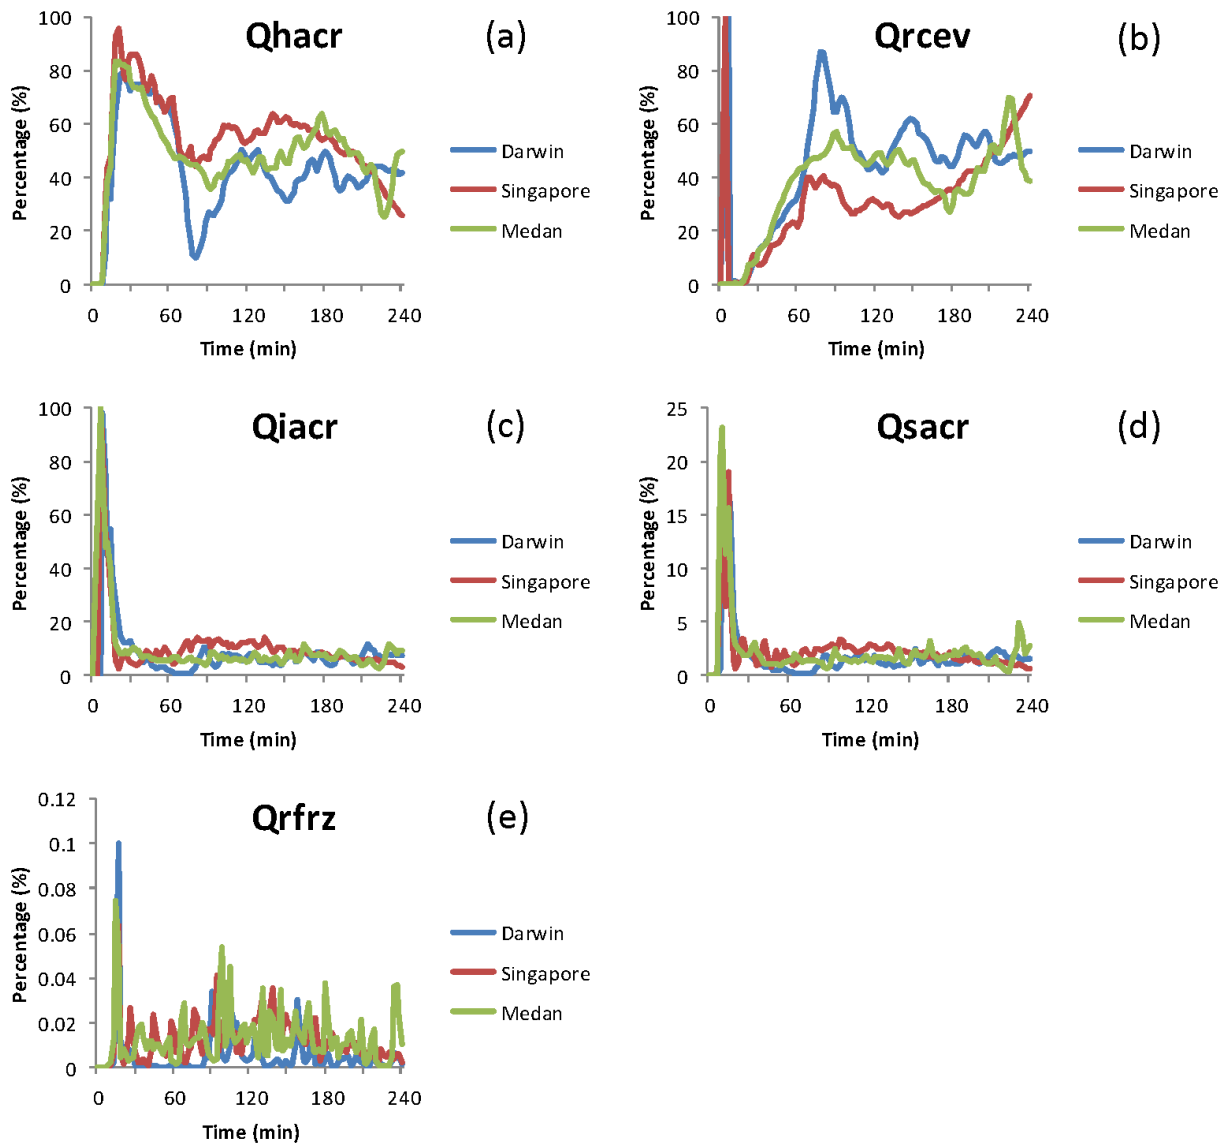 Qhacr (a)
Percentage (%)
100
80
60
40
20
0
0 60 120 180 240
Time (min)
Darwin
Singapore
Medan
Qrcev (b)
Percentage (%)
100
80
60
40
20
0
0 60 120 180 240
Time (min)
Darwin
Singapore
Medan
Qiacr (c)
Percentage (%)
100
80
60
40
20
0
0 60 120 180 240
Time (min)
Darwin
Singapore
Medan
Qsacr (d)
Percentage (%)
25
20
15
10
5
0
0 60 120 180 240
Time (min)
Darwin
Singapore
Medan
Qrfrz (e)
Percentage (%)
0.12
0.1
0.08
0.06
0.04
0.02
0
0 60 120 180 240
Time (min)
Darwin
Singapore
Medan